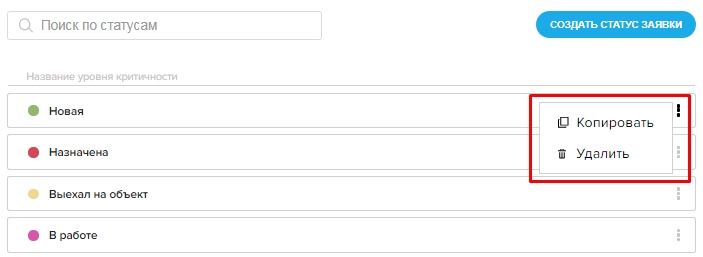 Поиск по статусам
СОЗДАТЬ СТАТУС ЗАЯВКИ
Название уровня критичности
Новая
Копировать
Назначена
Удалить
Выехал на объект
В работе